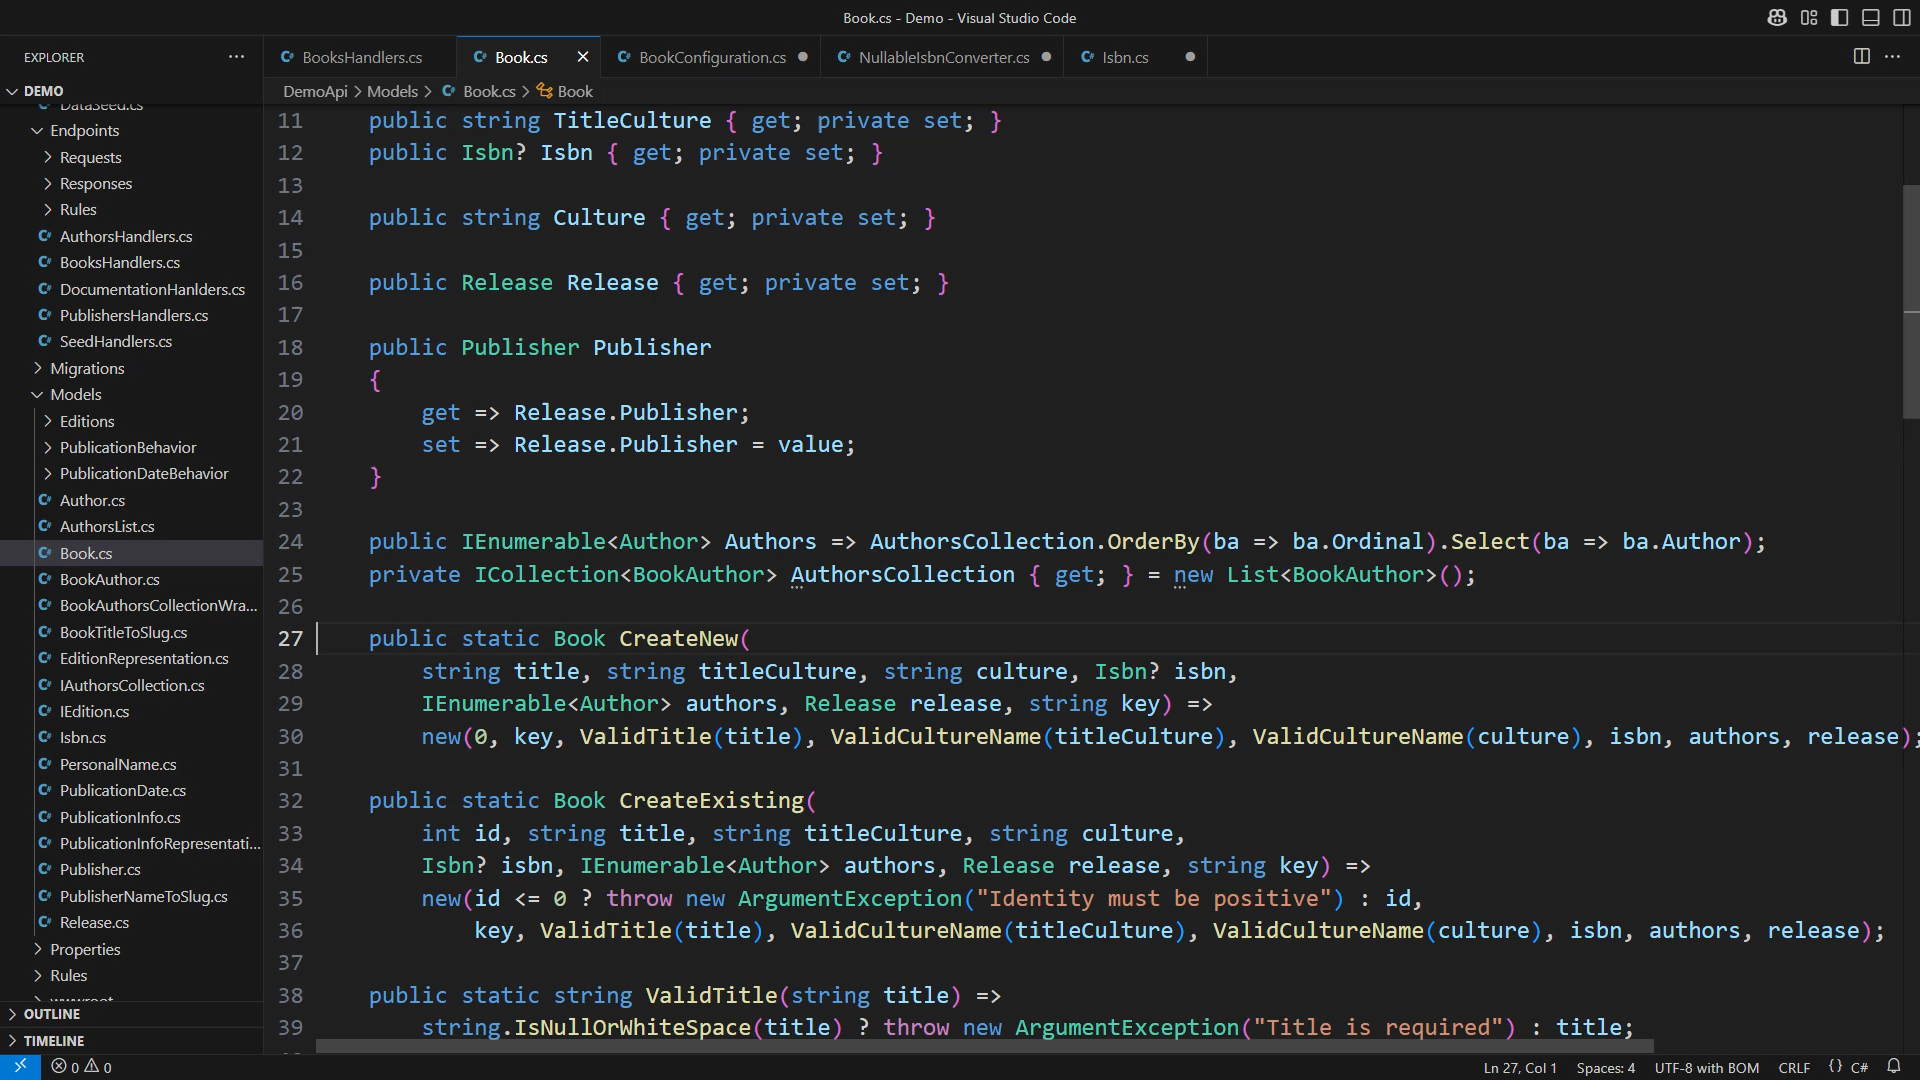 Book.cs - Demo - Visual Studio Code
EXPLORER
BooksHandlers.cs
Book.cs
BookConfiguration.cs
NullableIsbnConverter.cs
Isbn.cs
DEMO
DemoApi > Models > Book.cs > Book
DataSeed.cs
Endpoints
Requests
Responses
Rules
AuthorsHandlers.cs
BooksHandlers.cs
DocumentationHanlders.cs
PublishersHandlers.cs
SeedHandlers.cs
Migrations
Models
Editions
PublicationBehavior
PublicationDateBehavior
Author.cs
AuthorsList.cs
Book.cs
BookAuthor.cs
BookAuthorsCollectionWra...
BookTitleToSlug.cs
EditionRepresentation.cs
IAuthorsCollection.cs
IEdition.cs
Isbn.cs
PersonalName.cs
PublicationDate.cs
PublicationInfo.cs
PublicationInfoRepresentati...
Publisher.cs
PublisherNameToSlug.cs
Release.cs
Properties
Rules
wwwroot
OUTLINE
TIMELINE
11 public string TitleCulture { get; private set; }
12 public Isbn? Isbn { get; private set; }
13
14 public string Culture { get; private set; }
15
16 public Release Release { get; private set; }
17
18 public Publisher Publisher
19 {
20 get => Release.Publisher;
21 set => Release.Publisher = value;
22 }
23
24 public IEnumerable<Author> Authors => AuthorsCollection.OrderBy(ba => ba.Ordinal).Select(ba => ba.Author);
25 private ICollection<BookAuthor> AuthorsCollection { get; } = new List<BookAuthor>();
26
27 public static Book CreateNew(
28 string title, string titleCulture, string culture, Isbn? isbn,
29 IEnumerable<Author> authors, Release release, string key) =>
30 new(0, key, ValidTitle(title), ValidCultureName(titleCulture), ValidCultureName(culture), isbn, authors, release);
31
32 public static Book CreateExisting(
33 int id, string title, string titleCulture, string culture,
34 Isbn? isbn, IEnumerable<Author> authors, Release release, string key) =>
35 new(id <= 0 ? throw new ArgumentException("Identity must be positive") : id,
36 key, ValidTitle(title), ValidCultureName(titleCulture), ValidCultureName(culture), isbn, authors, release);
37
38 public static string ValidTitle(string title) =>
39 string.IsNullOrWhiteSpace(title) ? throw new ArgumentException("Title is required") : title;
0 0
Ln 27, Col 1 Spaces: 4 UTF-8 with BOM CRLF {} C#